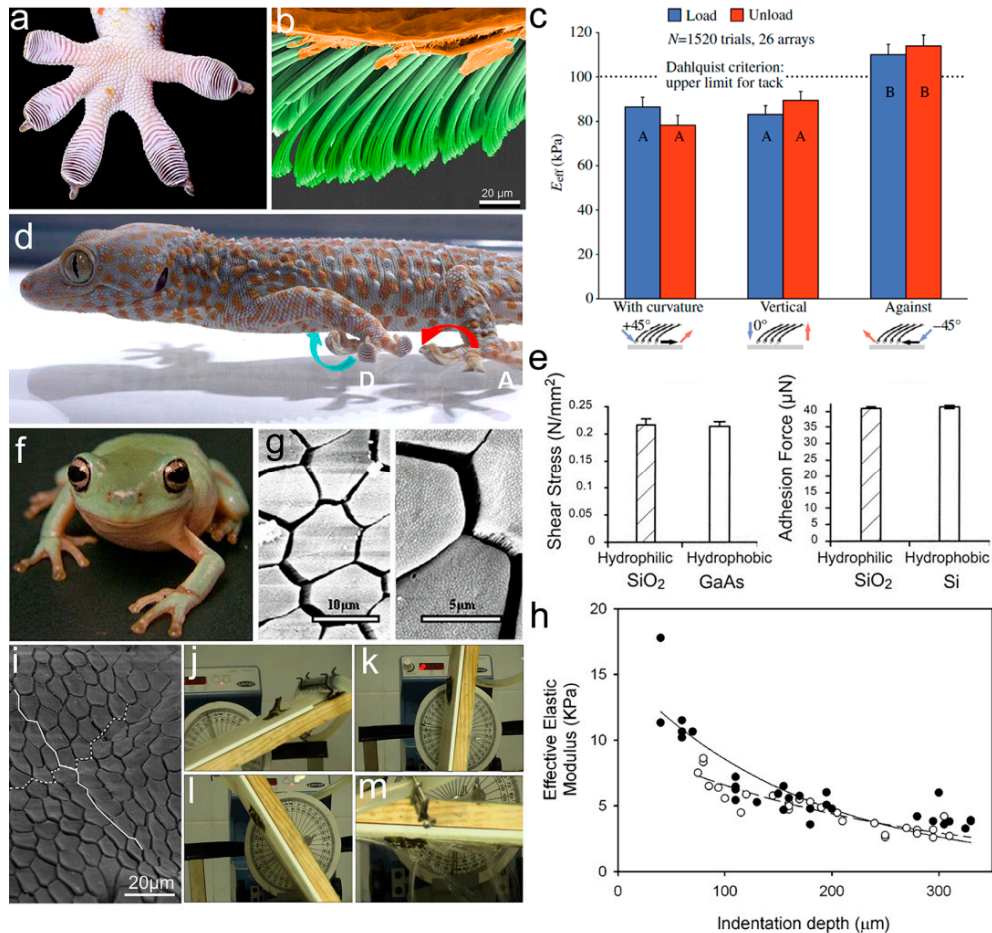 a
b
20 µm
c
Load
Unload
N=1520 trials, 26 arrays
Dahlquist criterion:
upper limit for tack
E_eff (kPa)
120
100
80
60
40
20
0
A
A
A
A
B
B
With curvature
Vertical
Against
+45°
0°
−45°
d
D
A
e
Shear Stress (N/mm²)
0.25
0.2
0.15
0.1
0.05
0
Hydrophilic
Hydrophobic
SiO₂
GaAs
Adhesion Force (µN)
40
35
30
25
20
15
10
5
0
Hydrophilic
Hydrophobic
SiO₂
Si
f
g
10µm
5µm
h
Effective Elastic
Modulus (KPa)
20
15
10
5
0
0
100
200
300
Indentation depth (µm)
i
20µm
j
k
l
m